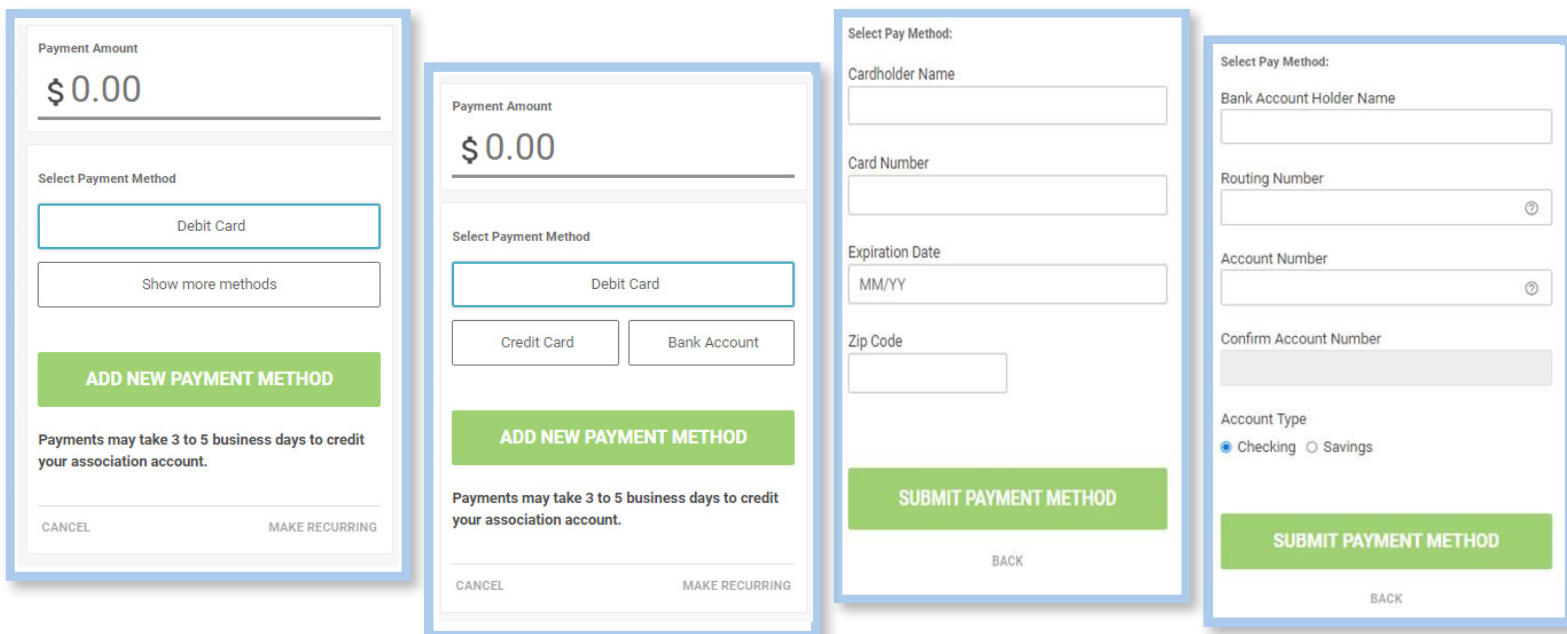 Payment Amount
$ 0.00
Select Payment Method
Debit Card
Show more methods
ADD NEW PAYMENT METHOD
Payments may take 3 to 5 business days to credit
your association account.
CANCEL MAKE RECURRING
Payment Amount
$ 0.00
Select Payment Method
Debit Card
Credit Card Bank Account
ADD NEW PAYMENT METHOD
Payments may take 3 to 5 business days to credit
your association account.
CANCEL MAKE RECURRING
Select Pay Method:
Cardholder Name
Card Number
Expiration Date
MM/YY
Zip Code
SUBMIT PAYMENT METHOD
BACK
Select Pay Method:
Bank Account Holder Name
Routing Number
?
Account Number
?
Confirm Account Number
Account Type
Checking Savings
SUBMIT PAYMENT METHOD
BACK